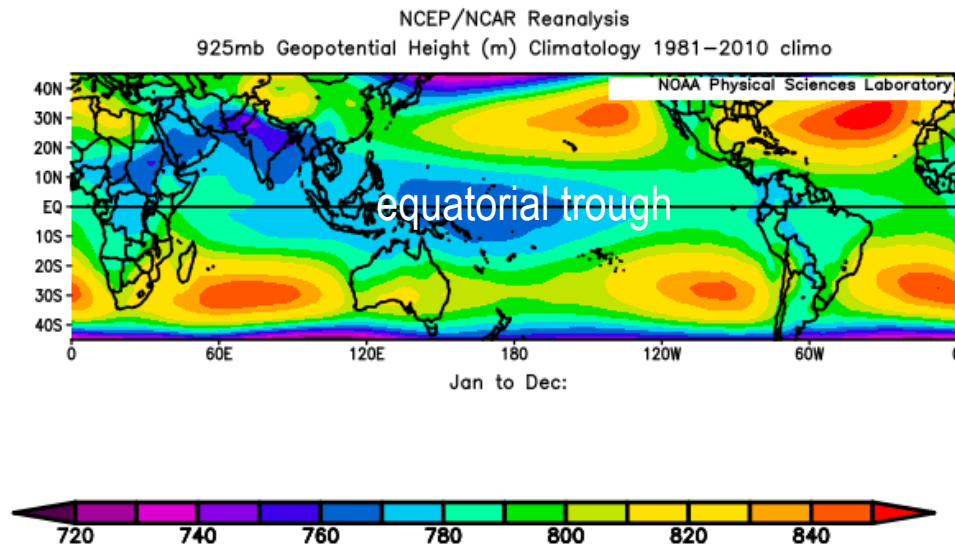 NCEP/NCAR Reanalysis
925mb Geopotential Height (m) Climatology 1981−2010 climo
NOAA Physical Sciences Laboratory
40N
30N
20N
10N
EQ
10S
20S
30S
40S
equatorial trough
0 60E 120E 180 120W 60W 0
Jan to Dec:
720 740 760 780 800 820 840